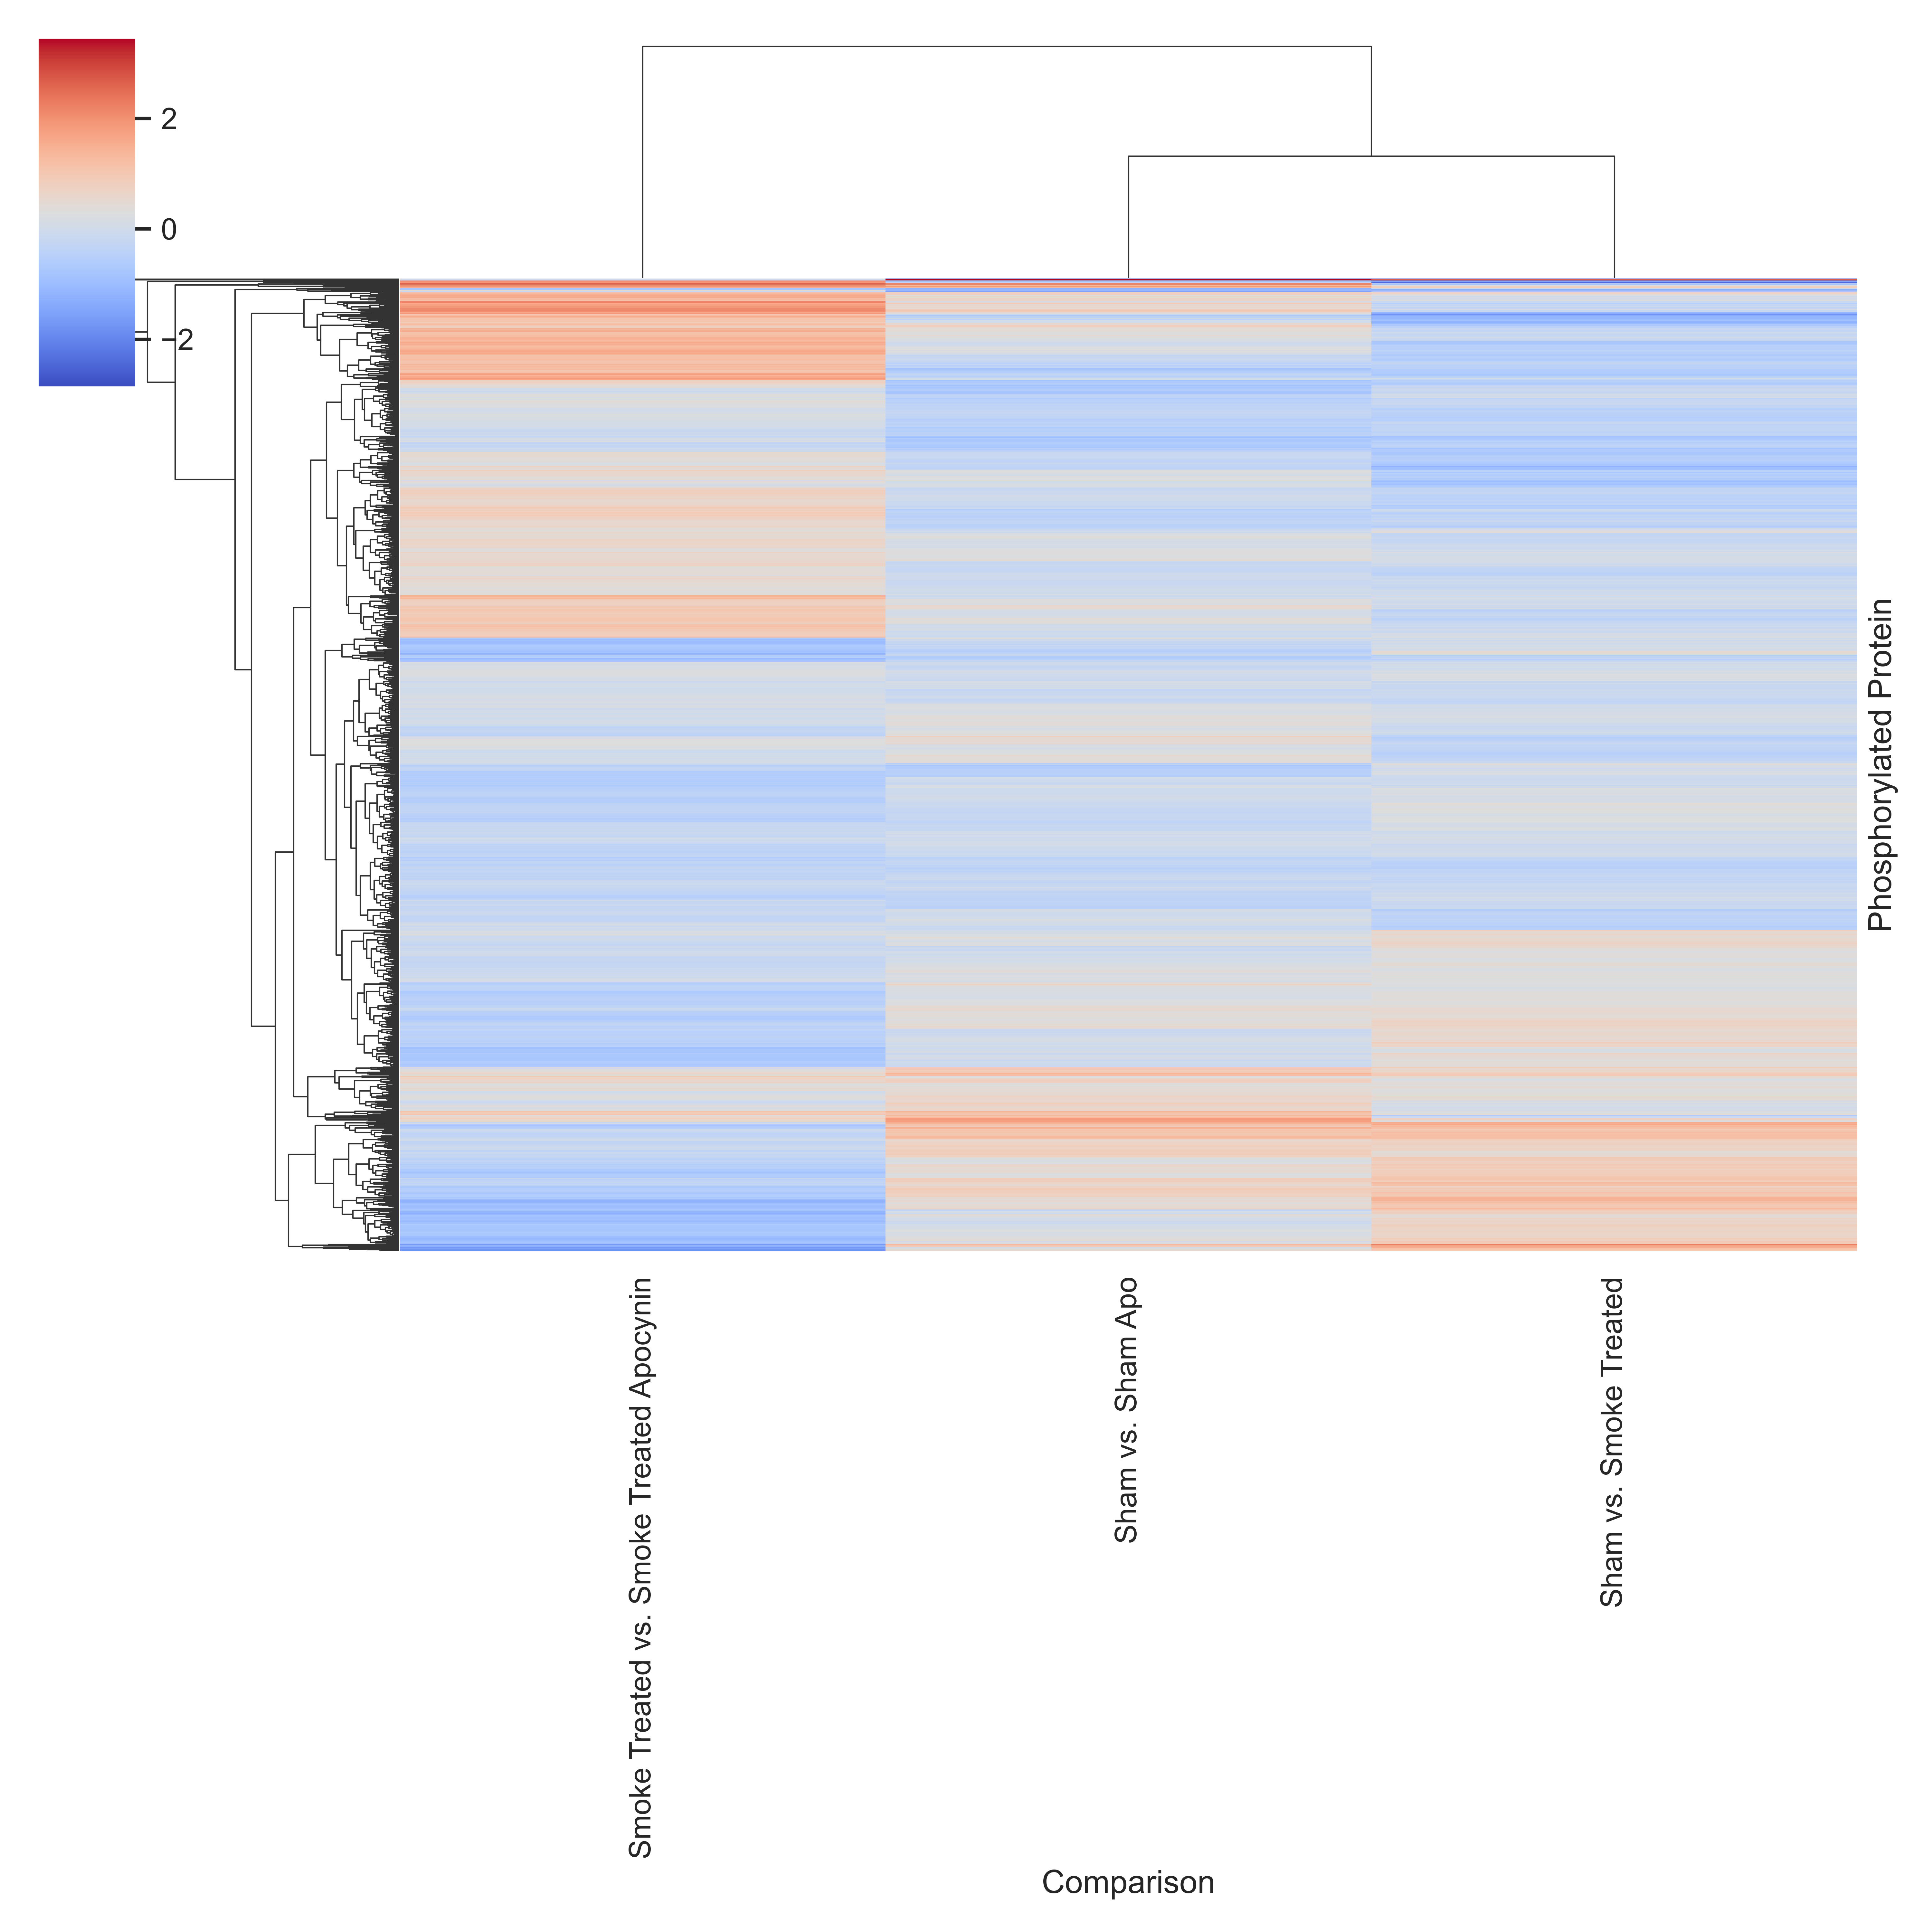 2
0
−2
Phosphorylated Protein
Smoke Treated vs. Smoke Treated Apocynin
Sham vs. Sham Apo
Sham vs. Smoke Treated
Comparison